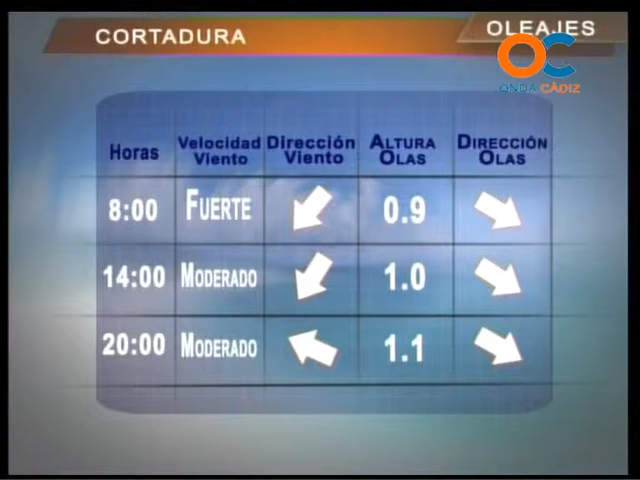 CORTADURA
OLEAJES
OC
ONDA CÁDIZ
Horas Velocidad Viento Dirección Viento ALTURA OLAS DIRECCIÓN OLAS
8:00 FUERTE 0.9
14:00 MODERADO 1.0
20:00 MODERADO 1.1